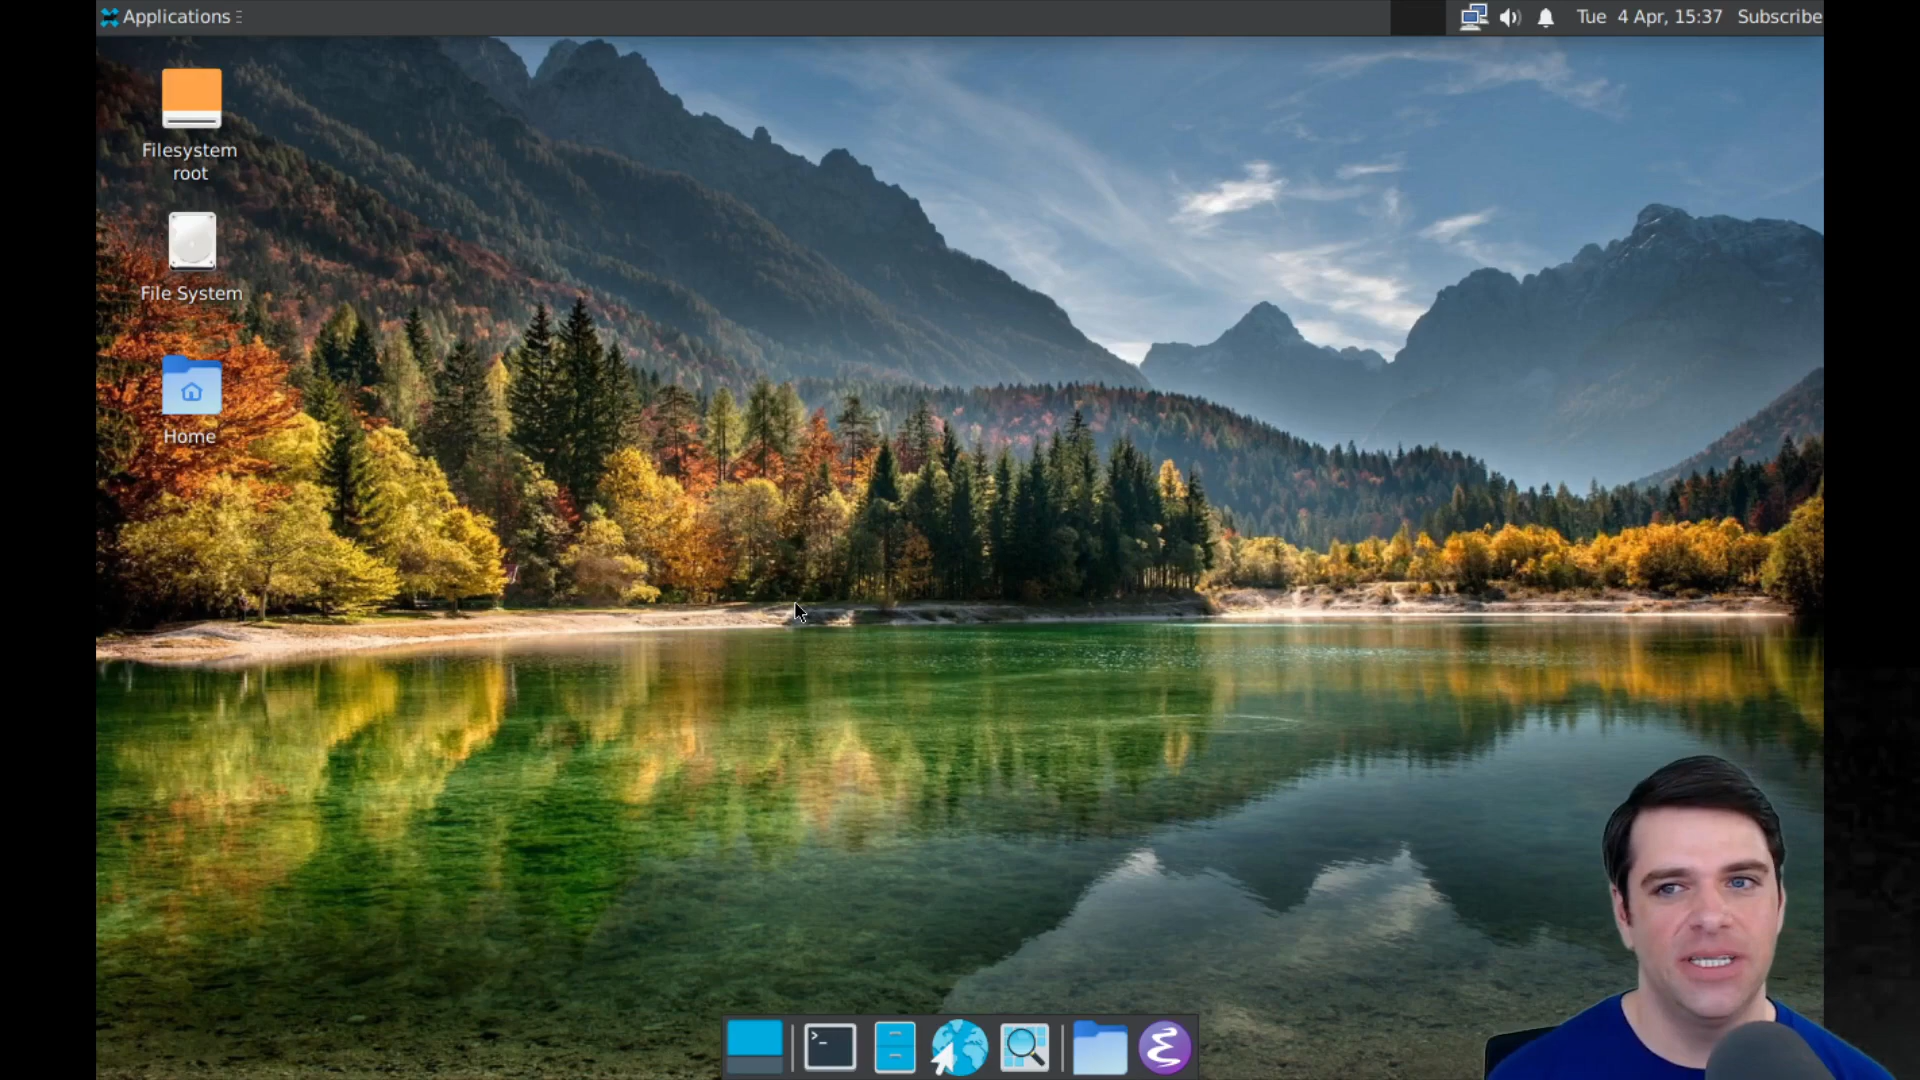 Applications
Tue 4 Apr, 15:37 Subscribe
Filesystem
root
File System
Home